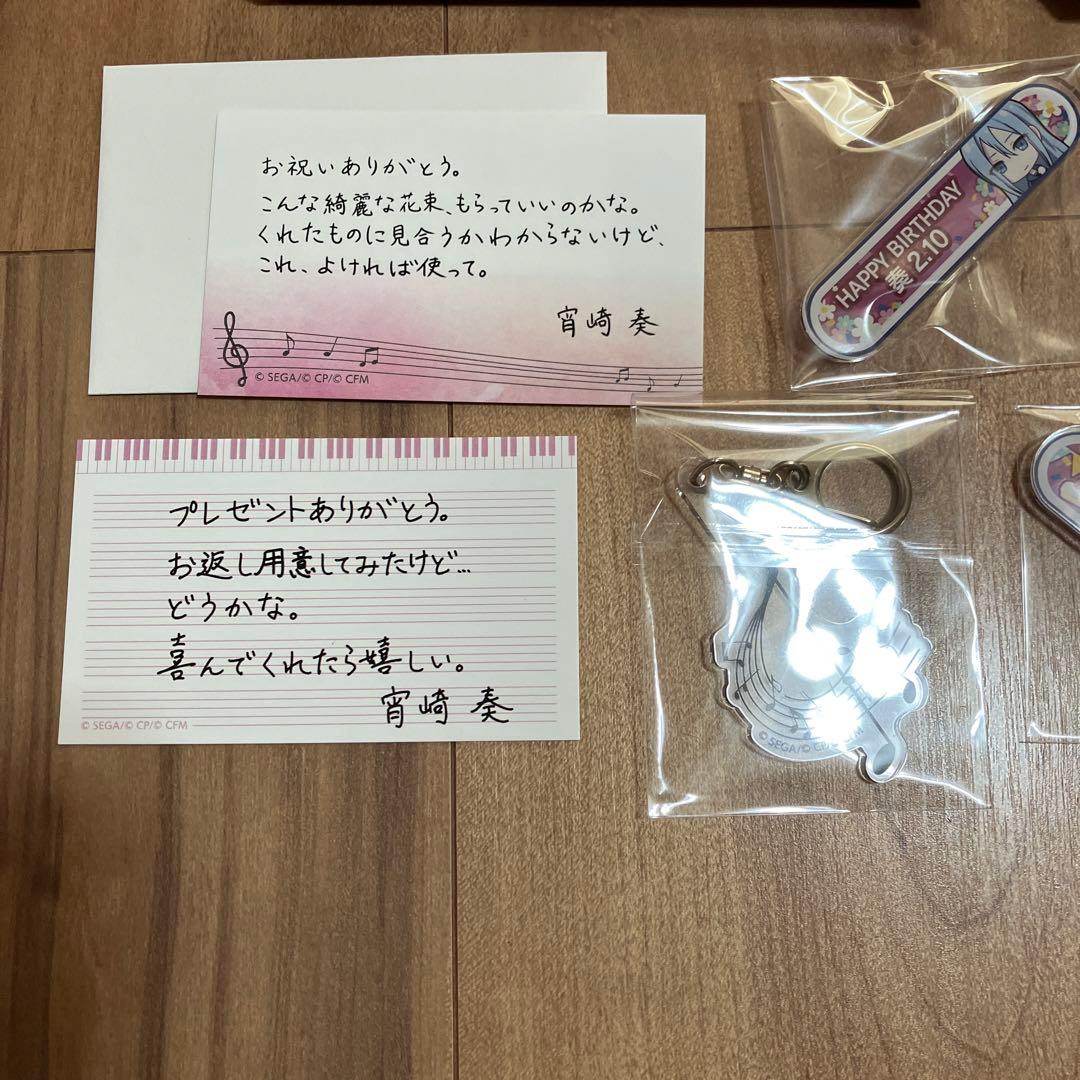 お祝いありがとう。
こんな綺麗な花束、もらっていいのかな。
くれたものに見合うかわからないけど、
これ、よければ使って。
宵崎 奏
© SEGA/© CP/© CFM
HAPPY BIRTHDAY
奏 2.10
プレゼントありがとう。
お返し用意してみたけど…
どうかな。
喜んでくれたら嬉しい。
宵崎 奏
© SEGA/© CP/© CFM
© SEGA/© CP/© CFM